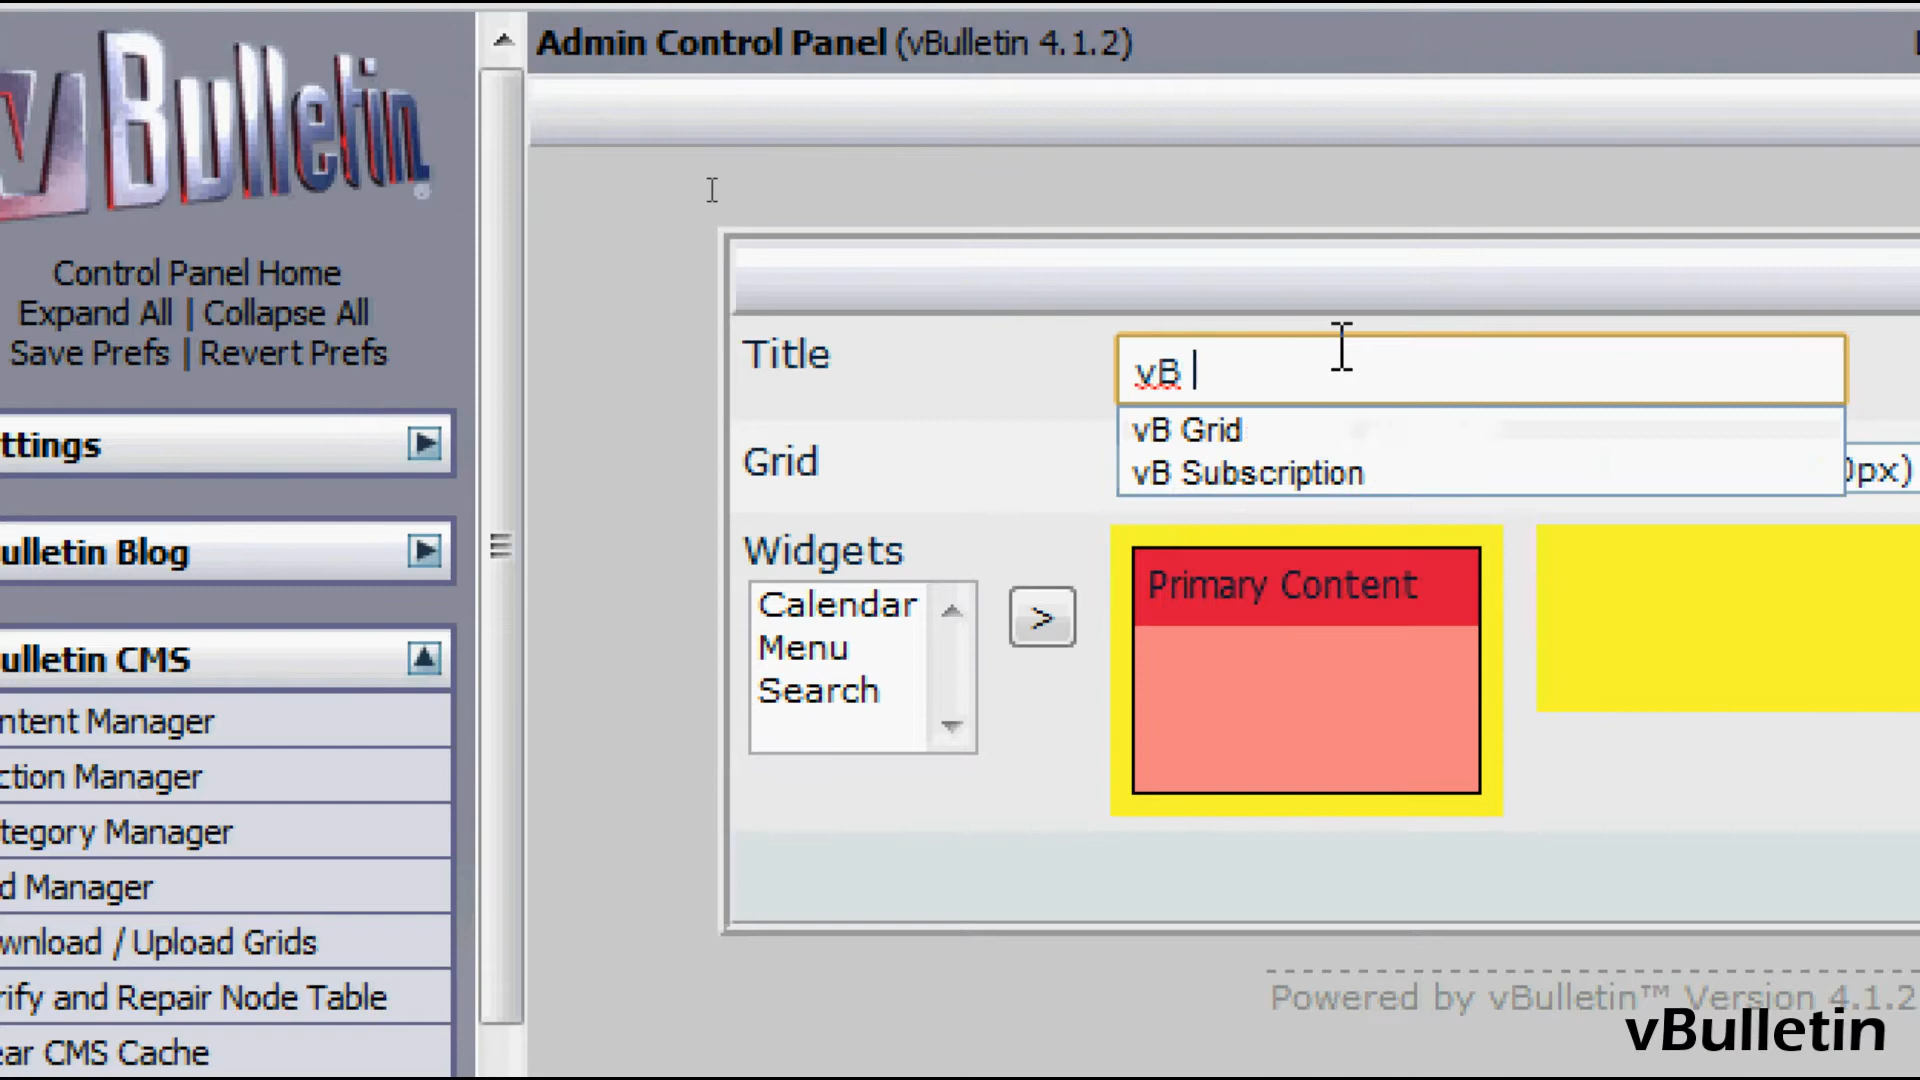 vBulletin
Admin Control Panel (vBulletin 4.1.2)
Control Panel Home
Expand All | Collapse All
Save Prefs | Revert Prefs
ttings
ulletin Blog
ulletin CMS
ntent Manager
ction Manager
tegory Manager
d Manager
wnload / Upload Grids
rify and Repair Node Table
ear CMS Cache
Title
vB
vB Grid
vB Subscription
Grid
0px)
Widgets
Calendar
Menu
Search
>
Primary Content
Powered by vBulletin™ Version 4.1.2
vBulletin